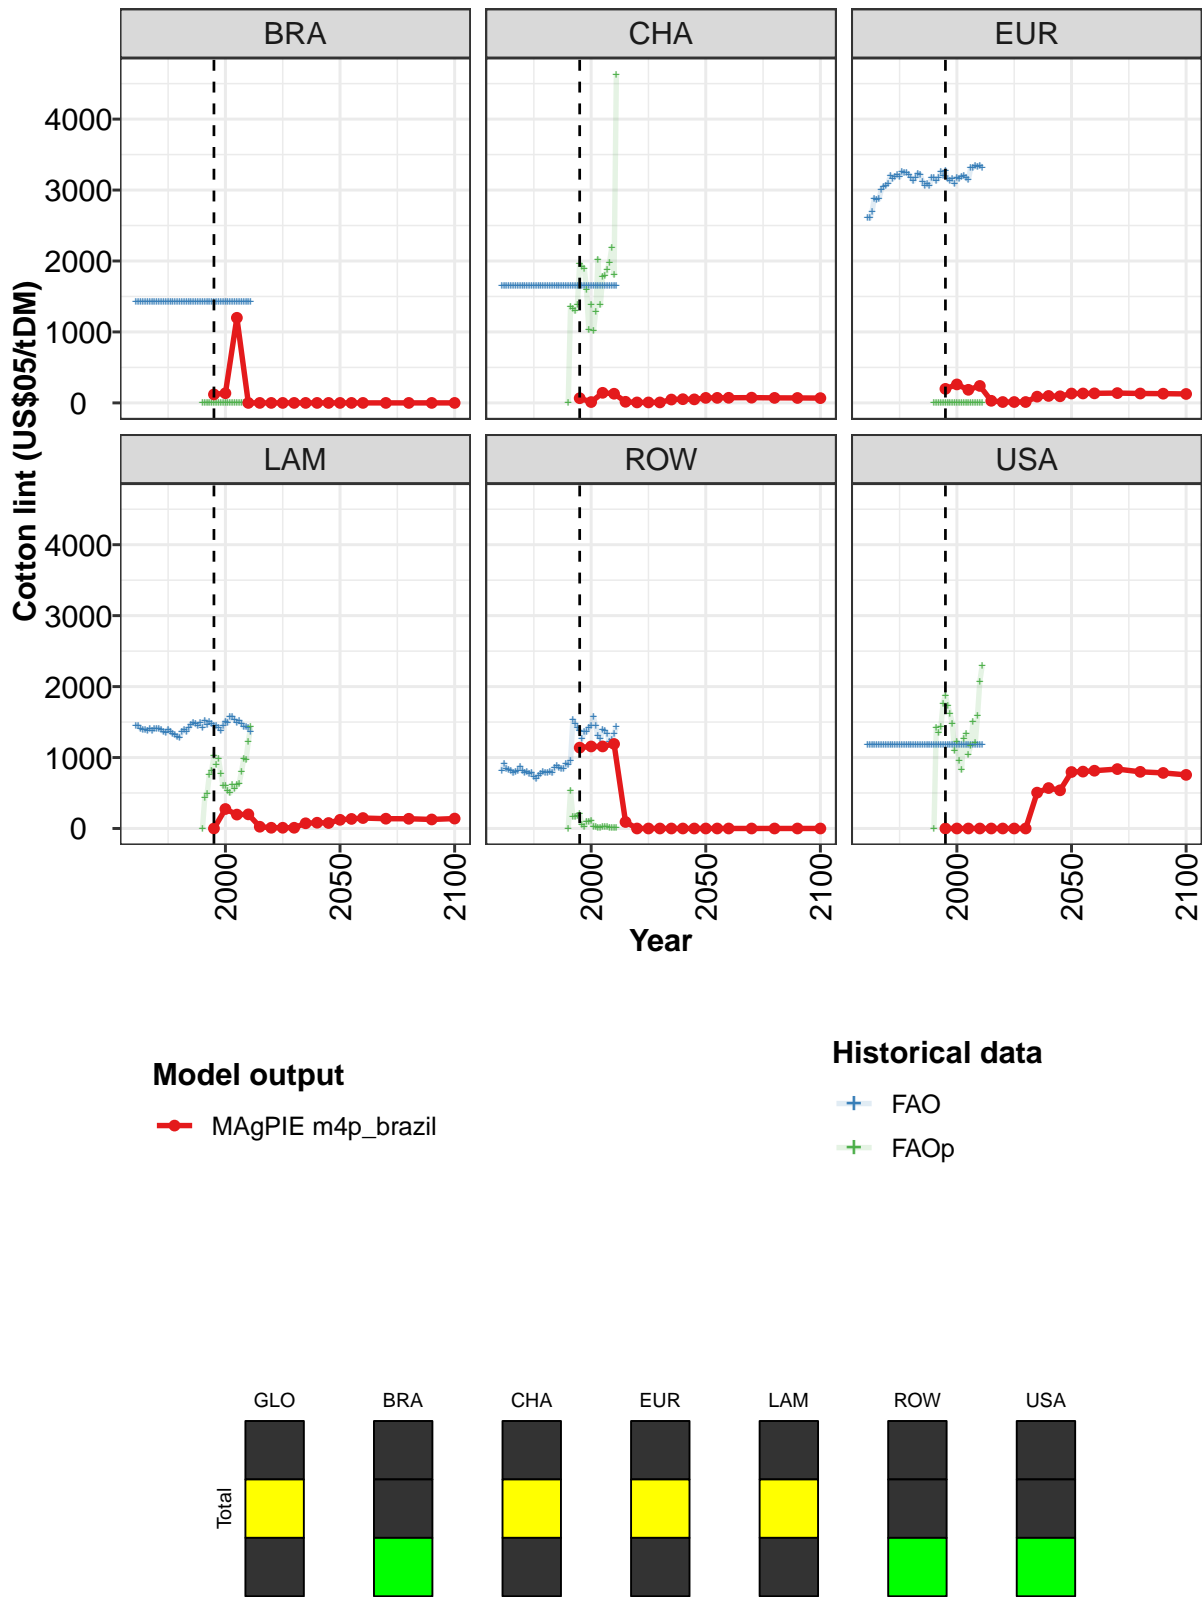 BRA CHA EUR
4000
3000
2000
1000
0
LAM ROW USA
4000
3000
2000
1000
0
Cotton lint (US$05/tDM)
2000 2050 2100 2000 2050 2100 2000 2050 2100
Year
Model output
MAgPIE m4p_brazil
Historical data
FAO
FAOp
GLO BRA CHA EUR LAM ROW USA
Total